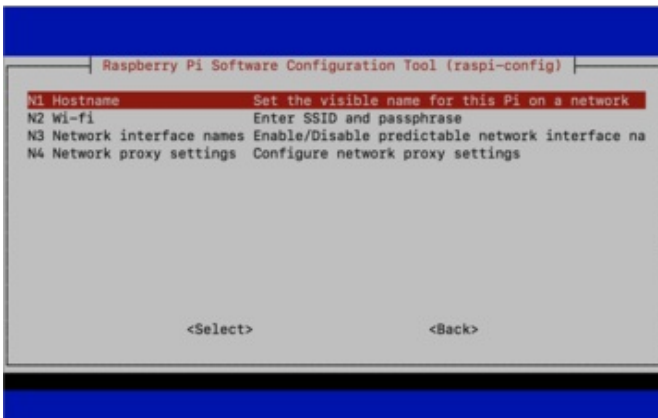 Raspberry Pi Software Configuration Tool (raspi-config)
N1 Hostname Set the visible name for this Pi on a network
N2 Wi-fi Enter SSID and passphrase
N3 Network interface names Enable/Disable predictable network interface na
N4 Network proxy settings Configure network proxy settings
<Select> <Back>